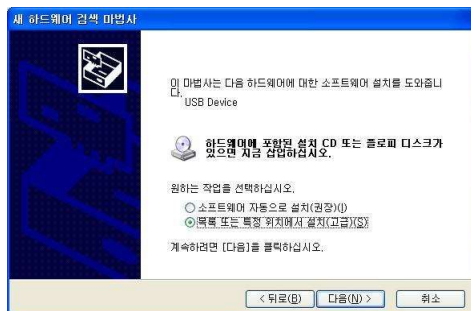 새 하드웨어 검색 마법사
이 마법사는 다음 하드웨어에 대한 소프트웨어 설치를 도와줍니
다.
USB Device
하드웨어에 포함된 설치 CD 또는 플로피 디스크가
있으면 지금 삽입하십시오.
원하는 작업을 선택하십시오.
소프트웨어 자동으로 설치(권장)(I)
목록 또는 특정 위치에서 설치(고급)(S)
계속하려면 [다음]을 클릭하십시오.
< 뒤로(B) 다음(N) > 취소